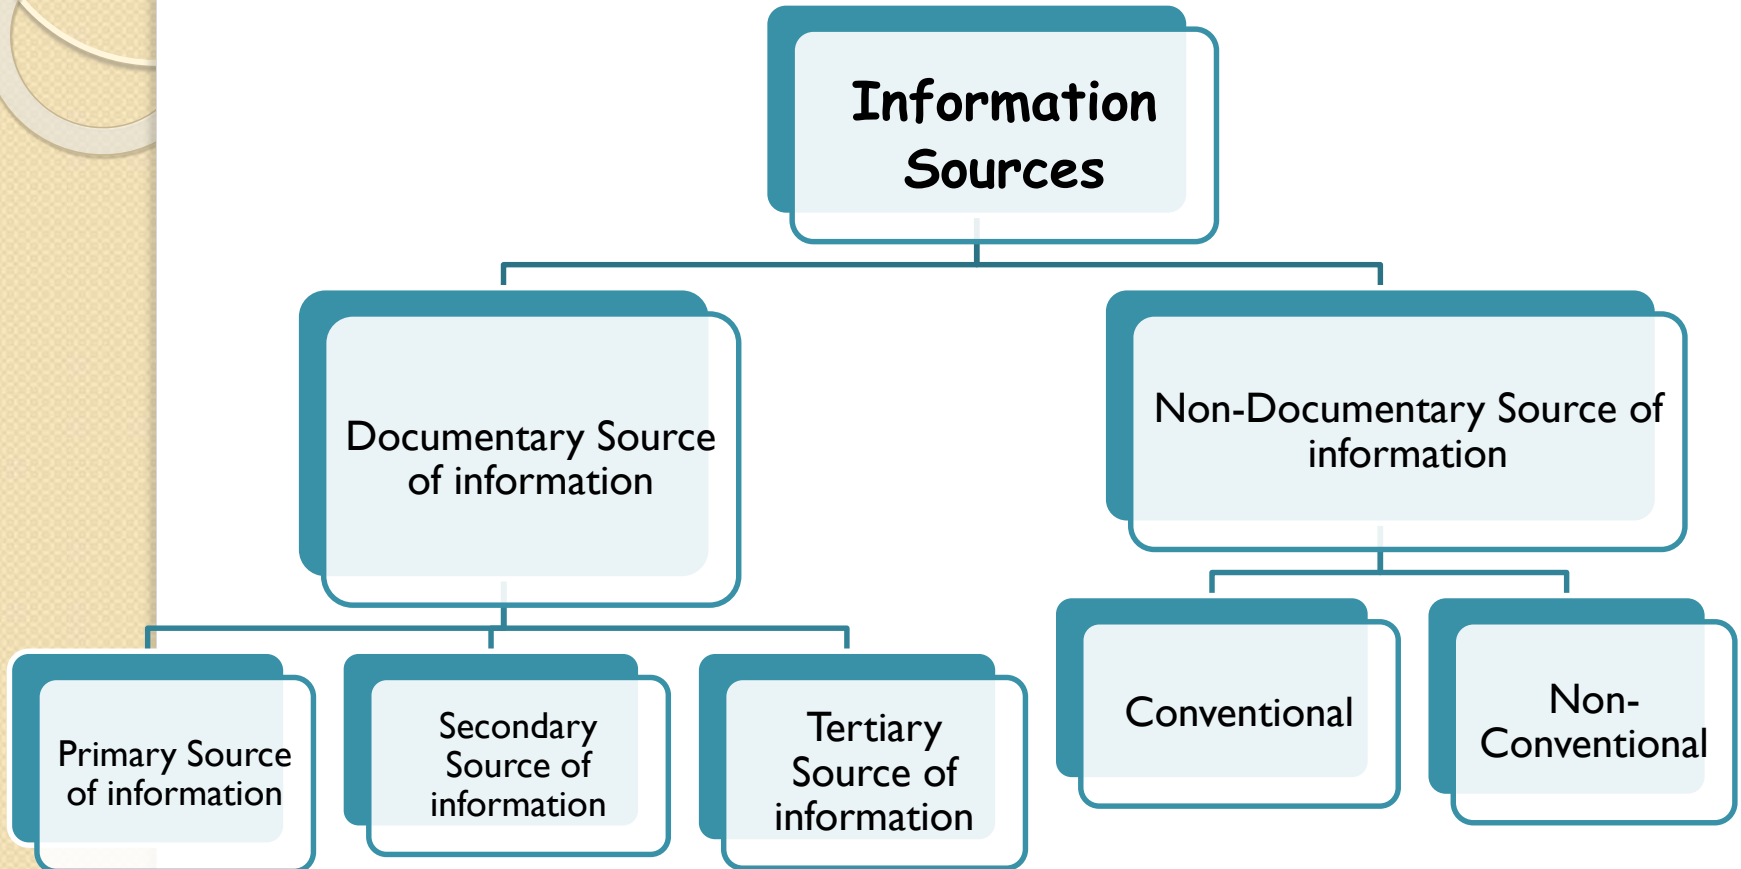 Information
Sources
Documentary Source
of information
Non-Documentary Source of
information
Primary Source
of information
Secondary
Source of
information
Tertiary
Source of
information
Conventional
Non-
Conventional